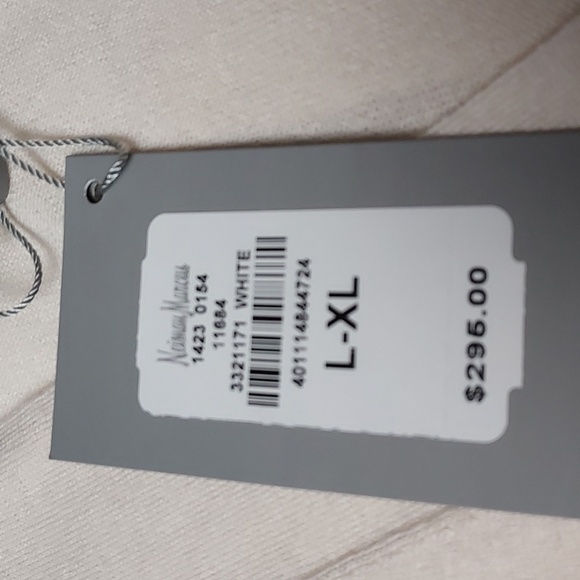 Neiman Marcus
1423 0154
11684
3321171 WHITE
401114844724
L-XL
$295.00